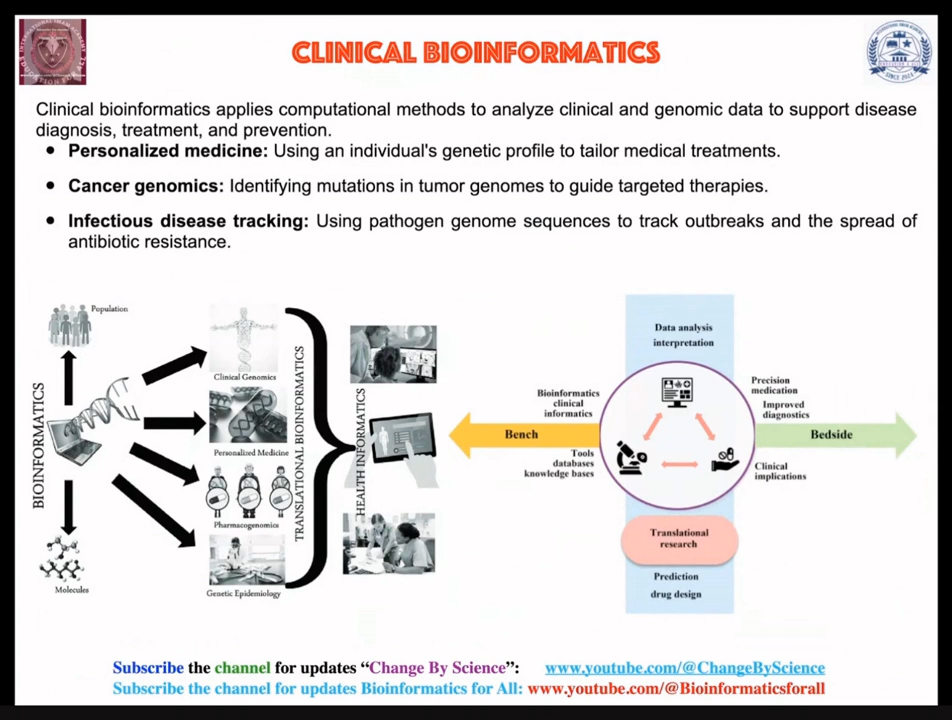 CLINICAL BIOINFORMATICS
Clinical bioinformatics applies computational methods to analyze clinical and genomic data to support disease
diagnosis, treatment, and prevention.
• Personalized medicine: Using an individual's genetic profile to tailor medical treatments.
• Cancer genomics: Identifying mutations in tumor genomes to guide targeted therapies.
• Infectious disease tracking: Using pathogen genome sequences to track outbreaks and the spread of
antibiotic resistance.
Population
BIOINFORMATICS
Molecules
Clinical Genomics
Personalized Medicine
Pharmacogenomics
Genetic Epidemiology
TRANSLATIONAL BIOINFORMATICS
HEALTH INFORMATICS
Data analysis
interpretation
Bioinformatics
clinical
informatics
Bench
Tools
databases
knowledge bases
Precision
medication
Improved
diagnostics
Bedside
Clinical
implications
Translational
research
Prediction
drug design
Subscribe the channel for updates “Change By Science”: www.youtube.com/@ChangeByScience
Subscribe the channel for updates Bioinformatics for All: www.youtube.com/@Bioinformaticsforall